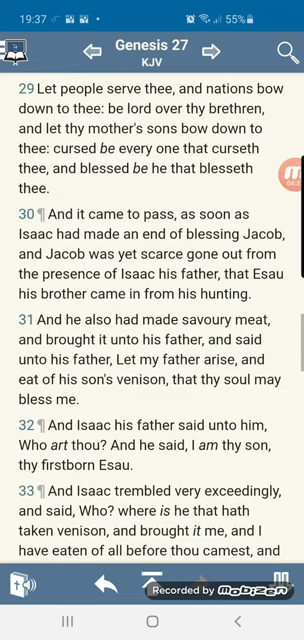 19:37
55%
Genesis 27
KJV
29 Let people serve thee, and nations bow
down to thee: be lord over thy brethren,
and let thy mother's sons bow down to
thee: cursed be every one that curseth
thee, and blessed be he that blesseth
thee.
30 ¶ And it came to pass, as soon as
Isaac had made an end of blessing Jacob,
and Jacob was yet scarce gone out from
the presence of Isaac his father, that Esau
his brother came in from his hunting.
31 And he also had made savoury meat,
and brought it unto his father, and said
unto his father, Let my father arise, and
eat of his son's venison, that thy soul may
bless me.
32 ¶ And Isaac his father said unto him,
Who art thou? And he said, I am thy son,
thy firstborn Esau.
33 ¶ And Isaac trembled very exceedingly,
and said, Who? where is he that hath
taken venison, and brought it me, and I
have eaten of all before thou camest, and
Recorded by mobizen